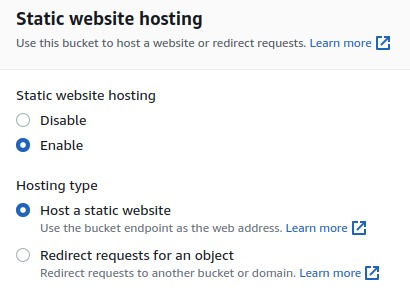 Static website hosting
Use this bucket to host a website or redirect requests. Learn more
Static website hosting
Disable
Enable
Hosting type
Host a static website
Use the bucket endpoint as the web address. Learn more
Redirect requests for an object
Redirect requests to another bucket or domain. Learn more